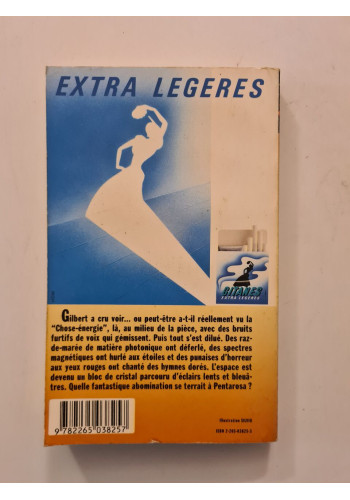 EXTRA LEGERES
GITANES
EXTRA-LEGERES
Gilbert a cru voir... ou peut-être a-t-il réellement vu la
"Chose-énergie", là, au milieu de la pièce, avec des bruits
furtifs de voix qui gémissent. Puis tout s'est dilué. Des raz-
de-marée de matière photonique ont déferlé, des spectres
magnétiques ont hurlé aux étoiles et des punaises d'horreur
aux yeux rouges ont chanté des hymnes dorés. L'espace est
devenu un bloc de cristal parcouru d'éclairs lents et bleuâ-
tres. Quelle fantastique abomination se terrait à Pentarosa ?
9 782265 038257